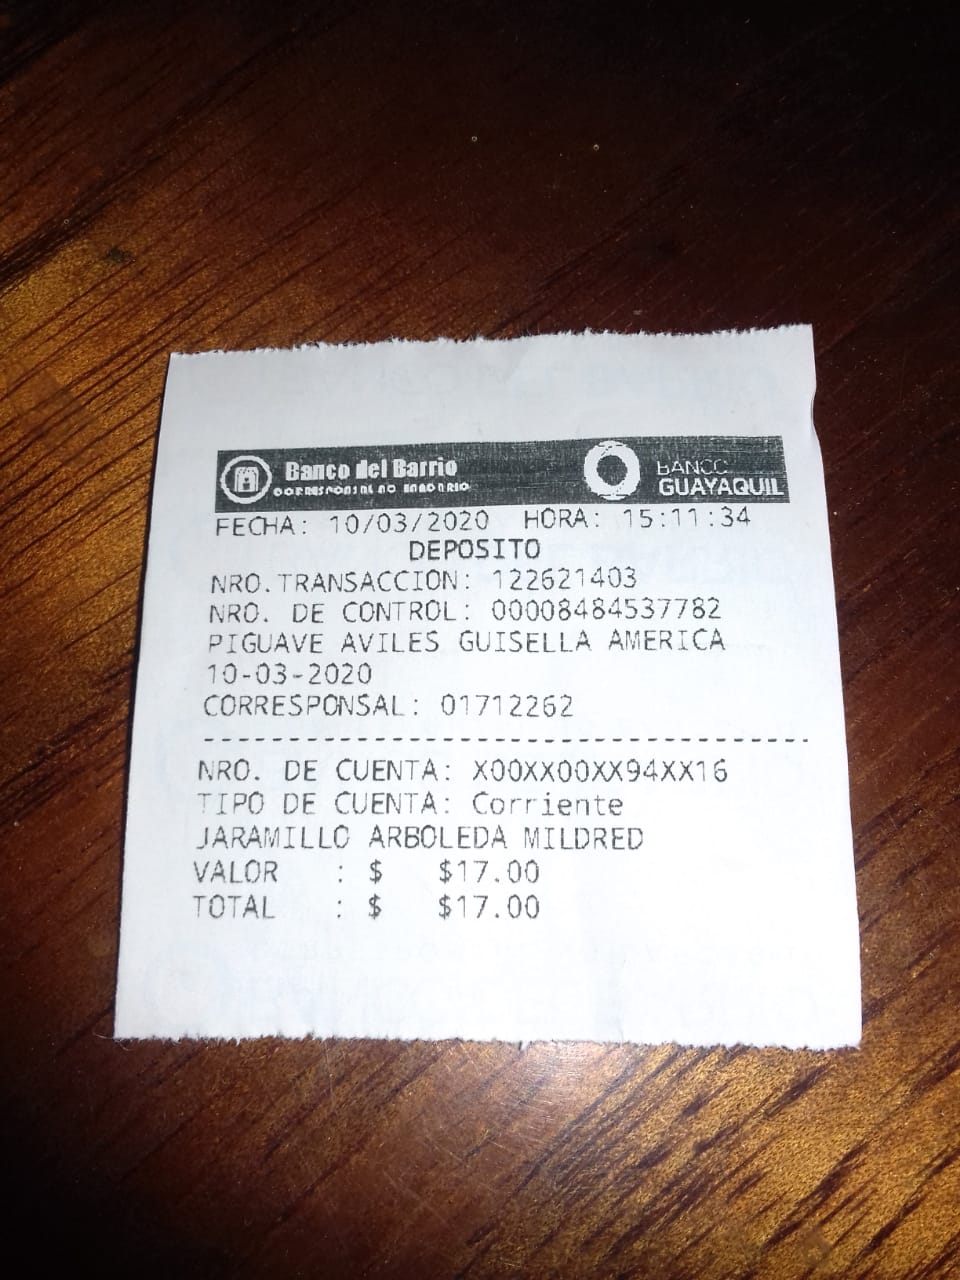 Banco del Barrio
CORRESPONSAL NO BANCARIO
BANCO
GUAYAQUIL
FECHA: 10/03/2020 HORA: 15:11:34
DEPOSITO
NRO.TRANSACCION: 122621403
NRO. DE CONTROL: 00008484537782
PIGUAVE AVILES GUISELLA AMERICA
10-03-2020
CORRESPONSAL: 01712262
NRO. DE CUENTA: X00XX00XX94XX16
TIPO DE CUENTA: Corriente
JARAMILLO ARBOLEDA MILDRED
VALOR : $ $17.00
TOTAL : $ $17.00